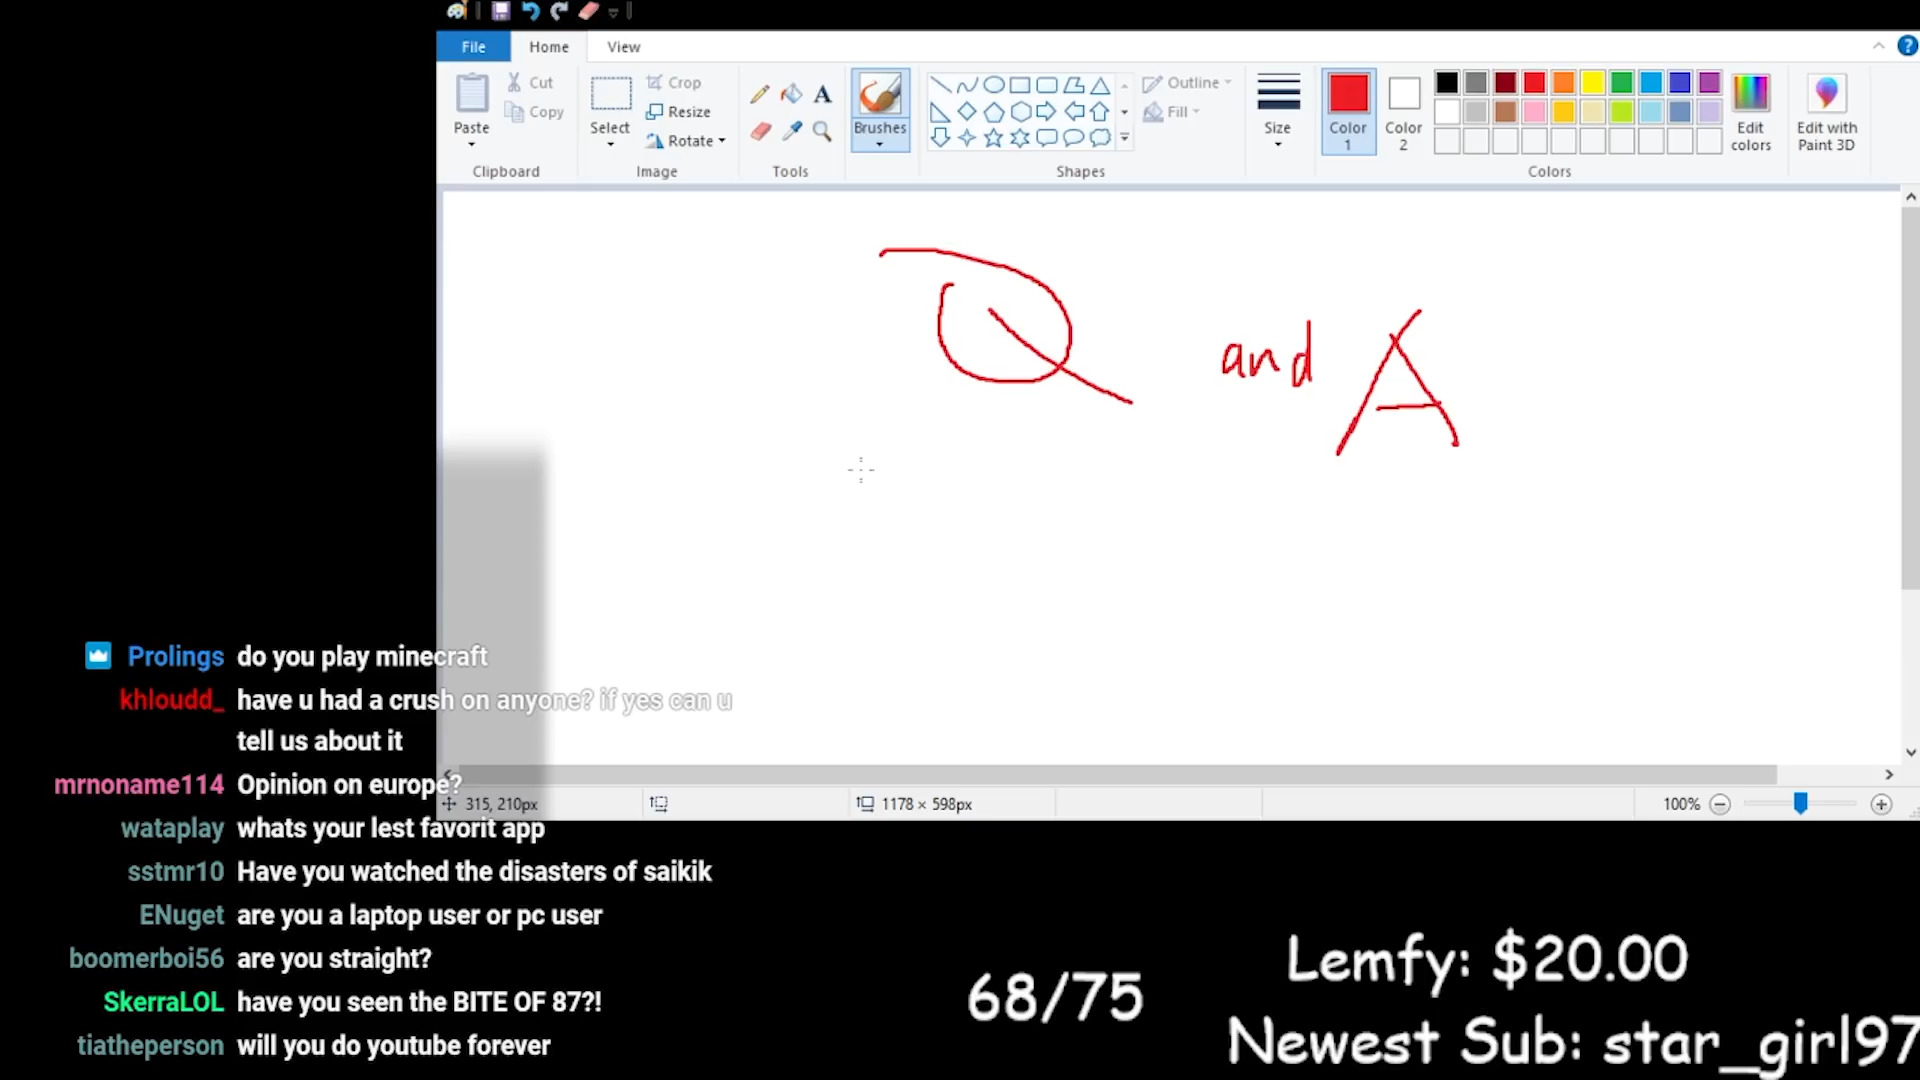 File Home View
Paste Cut Copy Select Crop Resize Rotate A Brushes Outline Fill Size Color 1 Color 2 Edit colors Edit with Paint 3D ?
Clipboard Image Tools Shapes Colors
Q and A
Prolings do you play minecraft
khloudd_ have u had a crush on anyone? if yes can u
tell us about it
mrnoname114 Opinion on europe?
wataplay whats your lest favorit app
sstmr10 Have you watched the disasters of saikik
ENuget are you a laptop user or pc user
boomerboi56 are you straight?
SkerraLOL have you seen the BITE OF 87?!
tiatheperson will you do youtube forever
315, 210px 1178 × 598px 100%
68/75
Lemfy: $20.00
Newest Sub: star_girl97